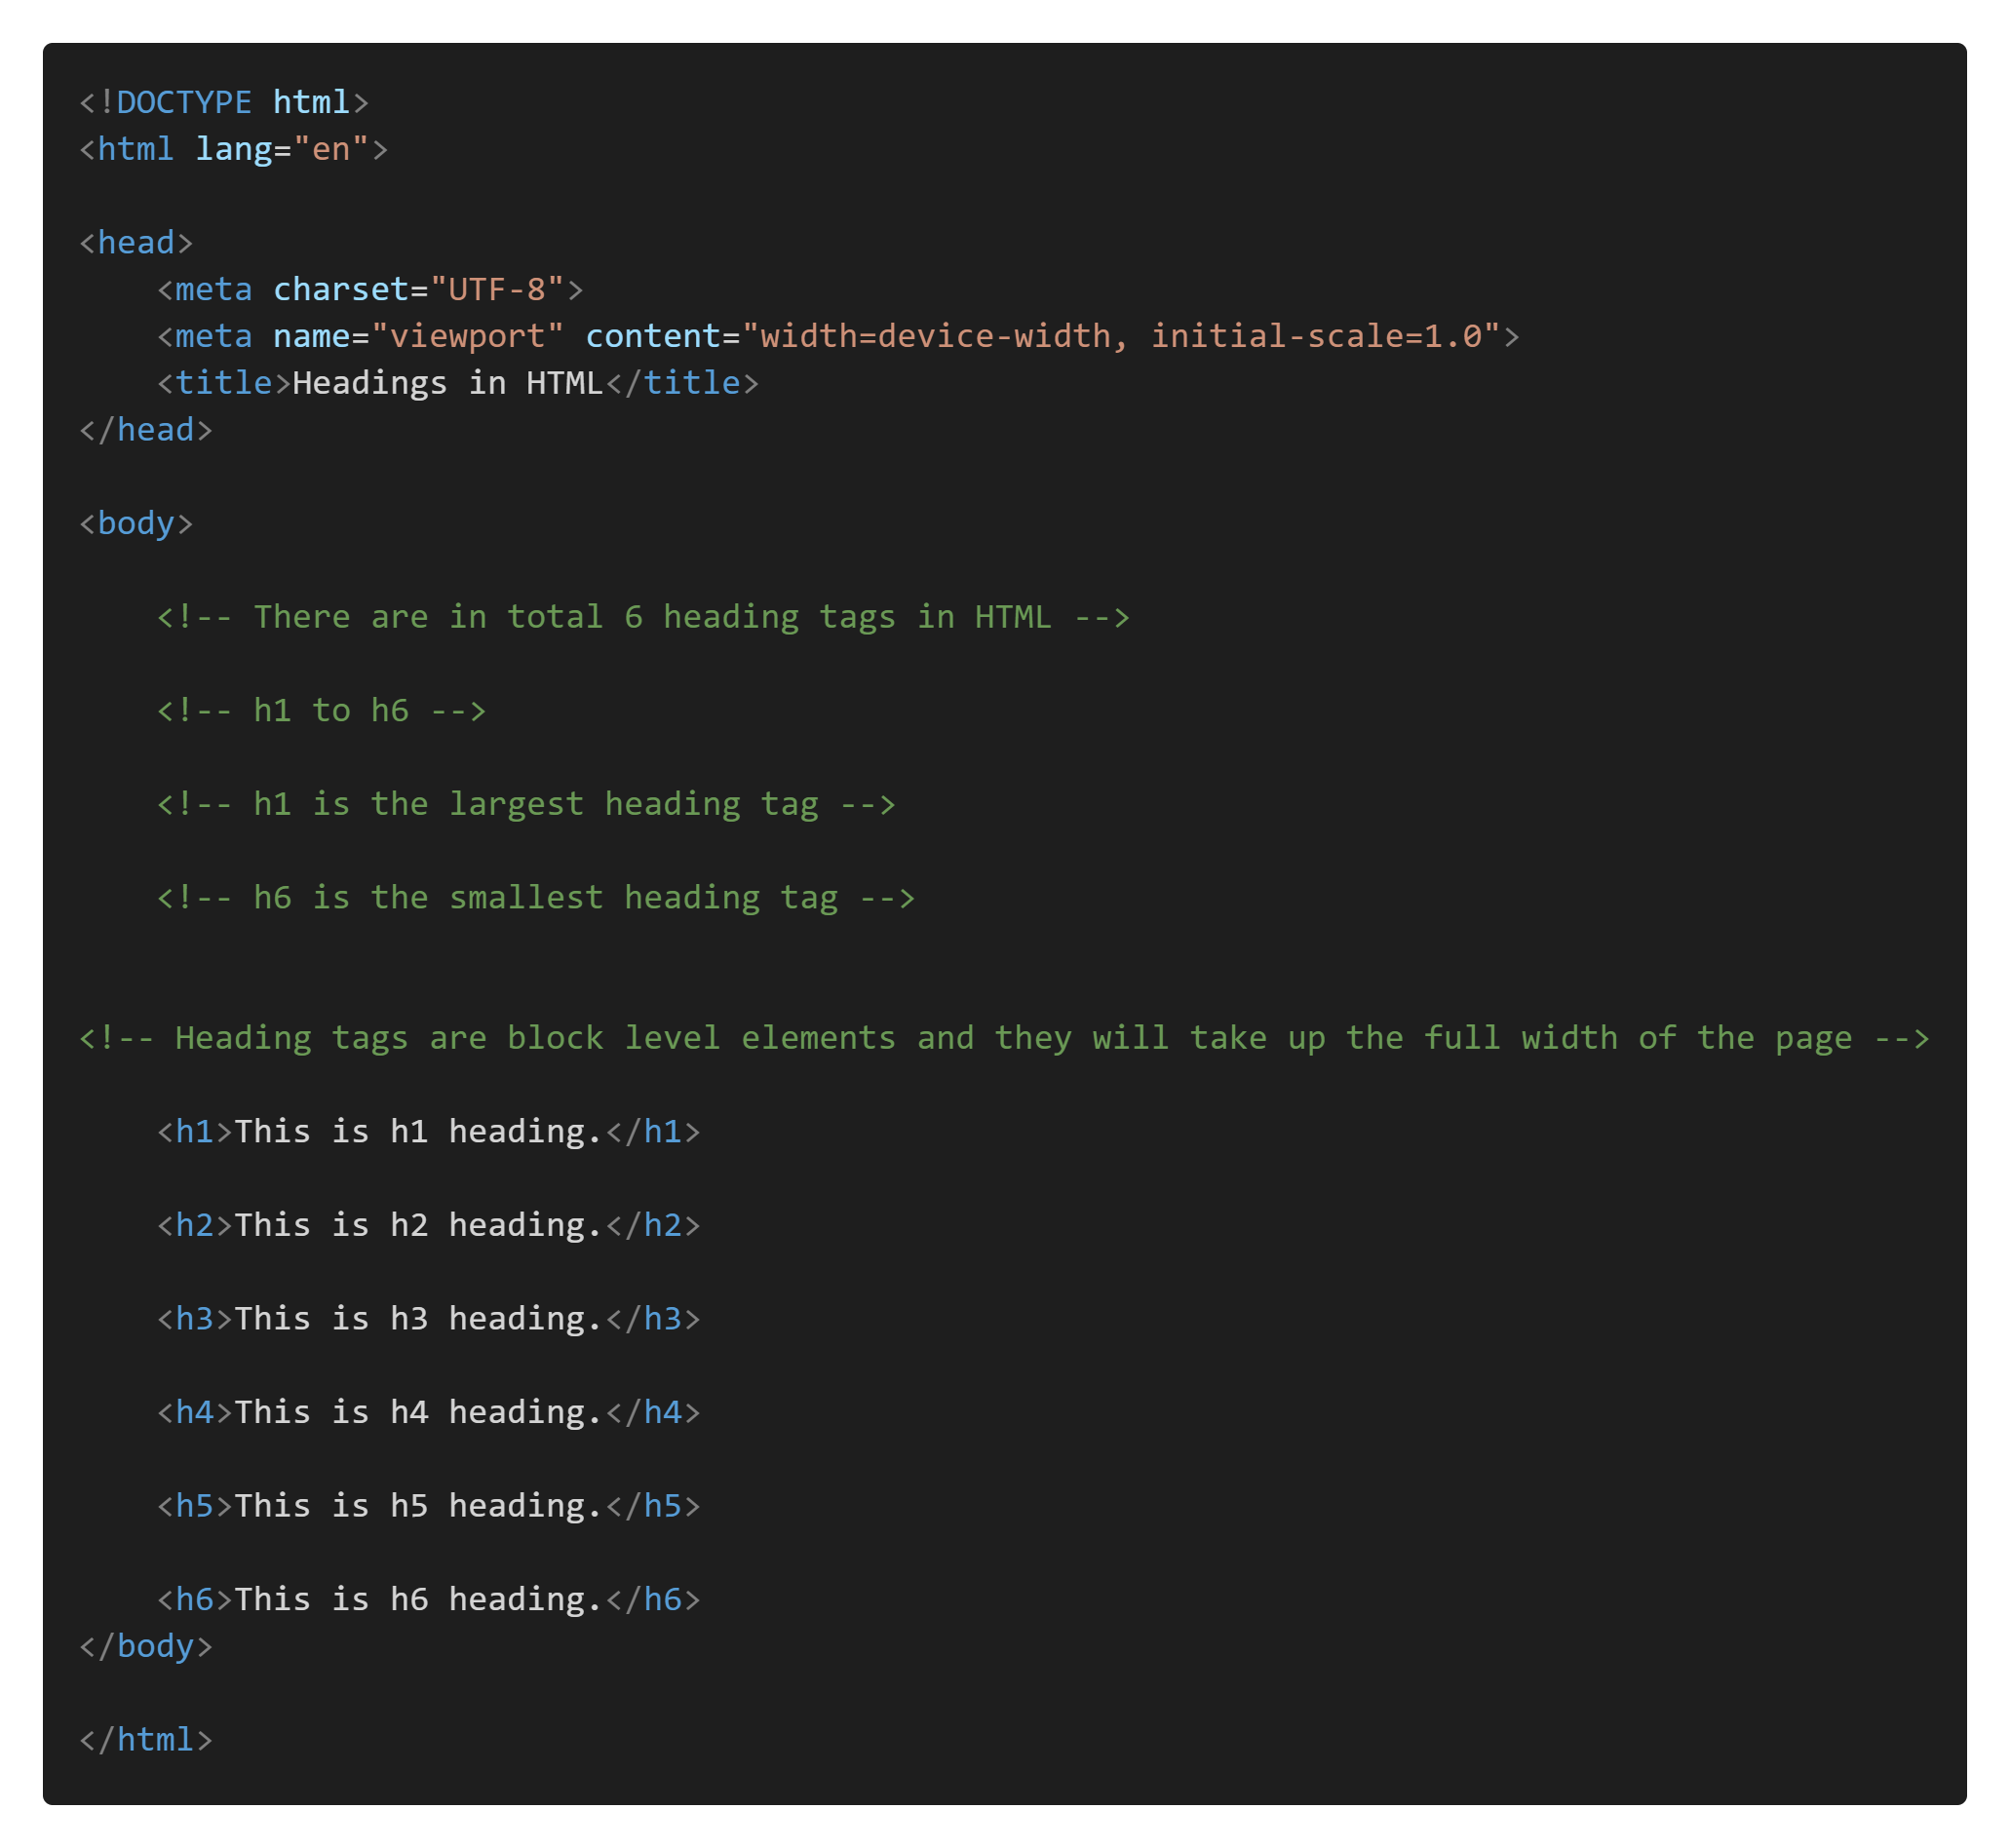 <!DOCTYPE html>
<html lang="en">
<head>
<meta charset="UTF-8">
<meta name="viewport" content="width=device-width, initial-scale=1.0">
<title>Headings in HTML</title>
</head>
<body>
<!-- There are in total 6 heading tags in HTML -->
<!-- h1 to h6 -->
<!-- h1 is the largest heading tag -->
<!-- h6 is the smallest heading tag -->
<!-- Heading tags are block level elements and they will take up the full width of the page -->
<h1>This is h1 heading.</h1>
<h2>This is h2 heading.</h2>
<h3>This is h3 heading.</h3>
<h4>This is h4 heading.</h4>
<h5>This is h5 heading.</h5>
<h6>This is h6 heading.</h6>
</body>
</html>